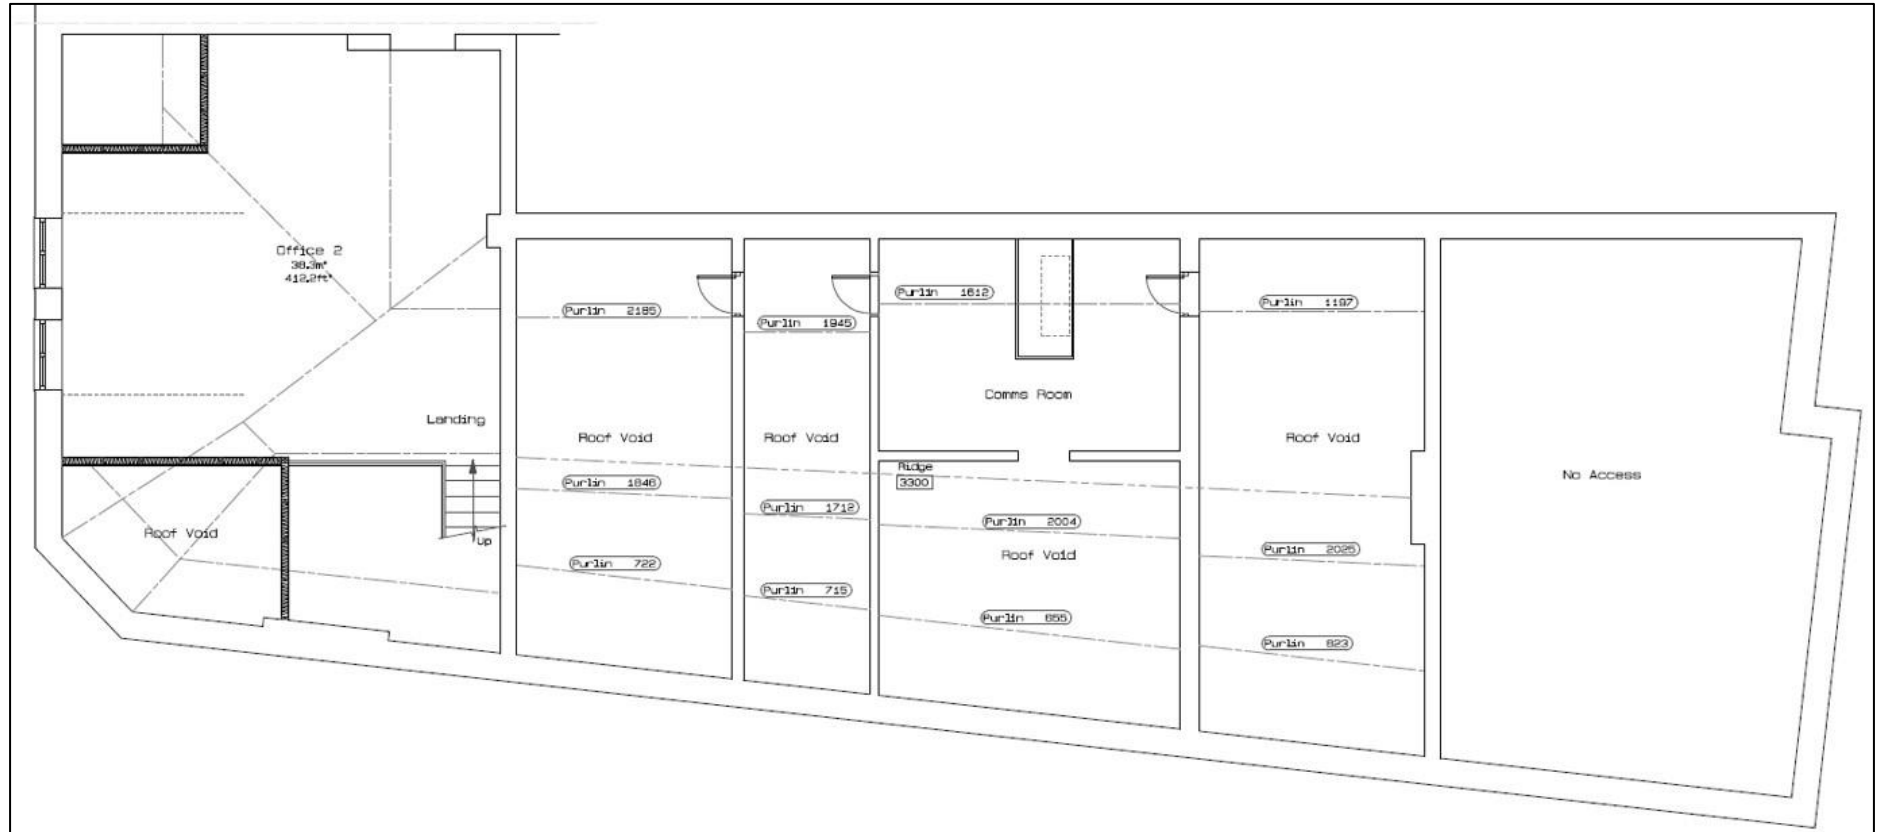 Office 2
38.3m²
412.2ft²
Landing
Up
Roof Void
Purlin 2185
Roof Void
Purlin 1846
Purlin 722
Purlin 1945
Roof Void
Purlin 1712
Purlin 715
Purlin 1612
Comms Room
Ridge
3300
Purlin 2004
Roof Void
Purlin 655
Purlin 1197
Roof Void
Purlin 2025
Purlin 623
No Access